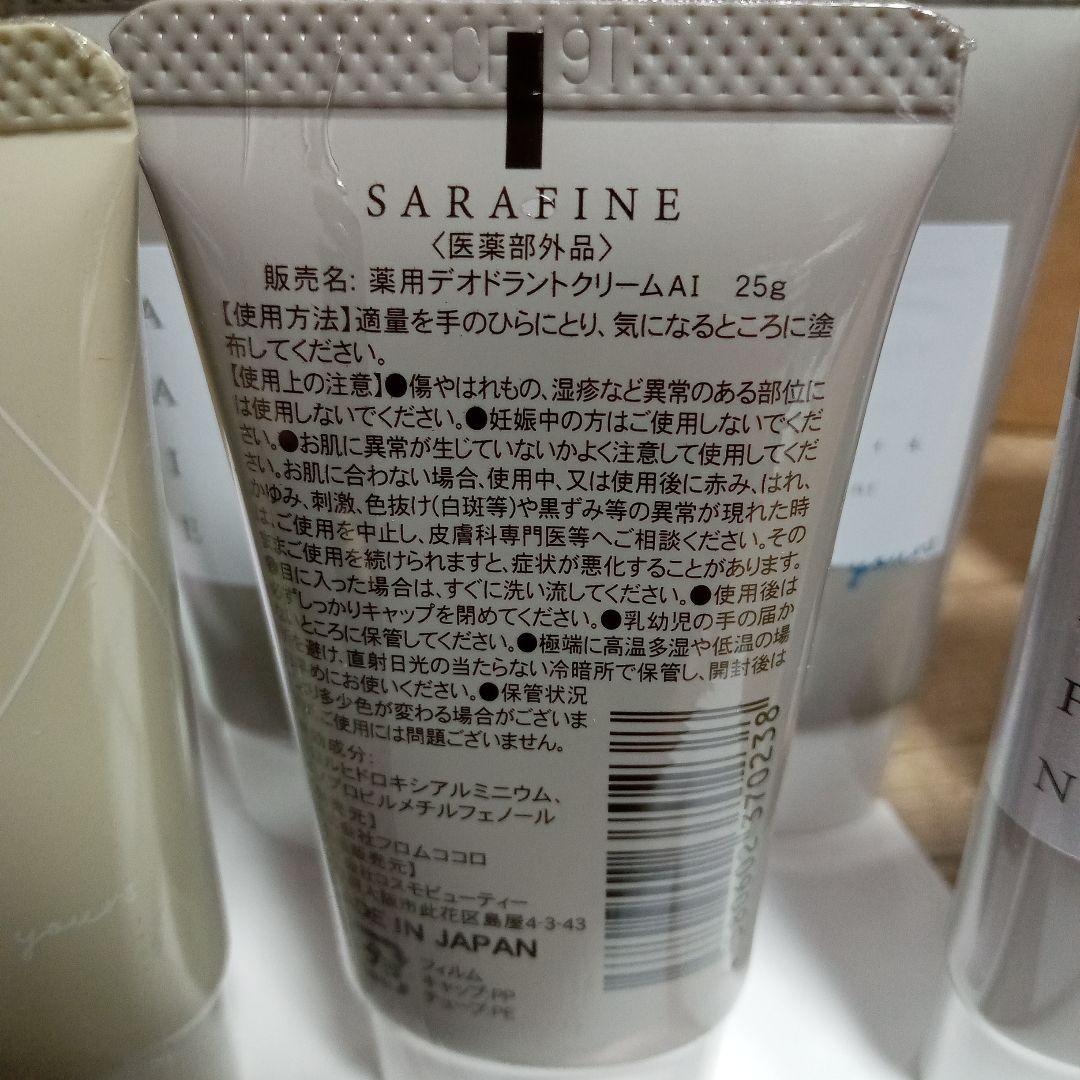 CF 91
SARAFINE
〈医薬部外品〉
販売名: 薬用デオドラントクリームAI 25g
【使用方法】適量を手のひらにとり、気になるところに塗
布してください。
【使用上の注意】●傷やはれもの、湿疹など異常のある部位に
は使用しないでください。●妊娠中の方はご使用しないでくだ
さい。●お肌に異常が生じていないかよく注意して使用してくだ
さい。お肌に合わない場合、使用中、又は使用後に赤み、はれ、
かゆみ、刺激、色抜け(白斑等)や黒ずみ等の異常が現れた時
は、ご使用を中止し、皮膚科専門医等へご相談ください。その
ままご使用を続けられますと、症状が悪化することがあります。
目に入った場合は、すぐに洗い流してください。●使用後は
ずしっかりキャップを閉めてください。●乳幼児の手の届か
ないところに保管してください。●極端に高温多湿や低温の場
を避け、直射日光の当たらない冷暗所で保管し、開封後は
早めにお使いください。●保管状況
り多少色が変わる場合がございま
ご使用には問題ございません。
成分:
ルヒドロキシアルミニウム、
プロピルメチルフェノール
元】
会社フロムココロ
販売元】
会社コスモビューティー
大阪市此花区島屋4-3-43
DE IN JAPAN
フィルム
キャップ:PP
チューブ:PE
370238
your
A
A
I
E
F
N